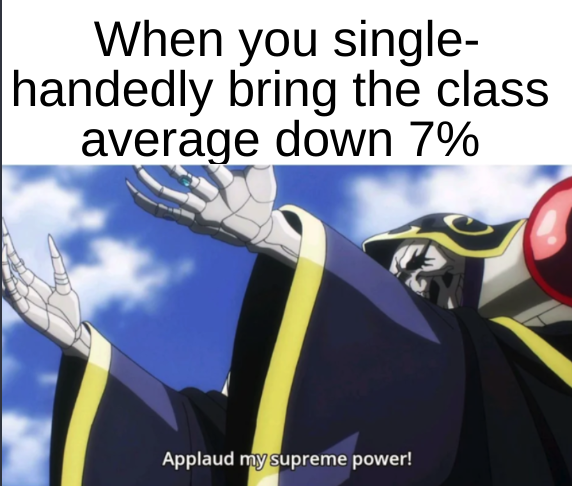 When you single-
handedly bring the class
average down 7%
Applaud my supreme power!